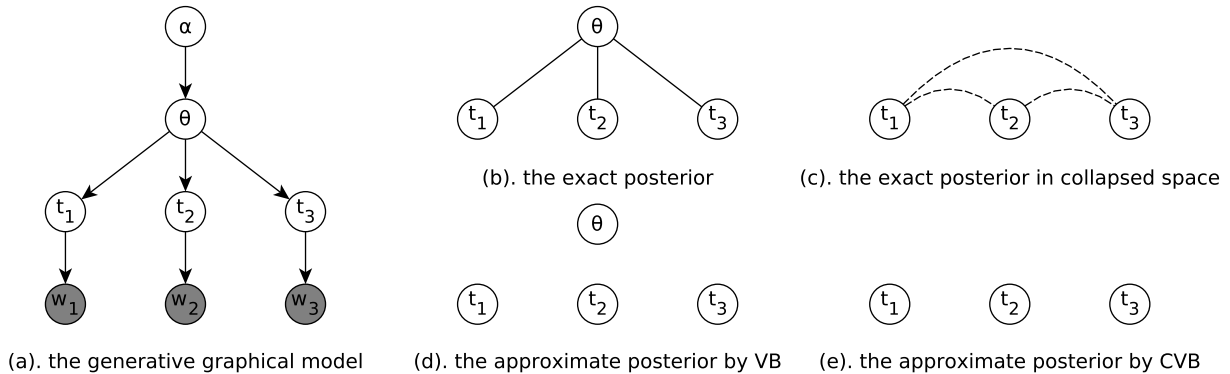 α
θ
t1 t2 t3
w1 w2 w3
(a). the generative graphical model
θ
t1 t2 t3
(b). the exact posterior
t1 t2 t3
(c). the exact posterior in collapsed space
θ
t1 t2 t3
(d). the approximate posterior by VB
t1 t2 t3
(e). the approximate posterior by CVB